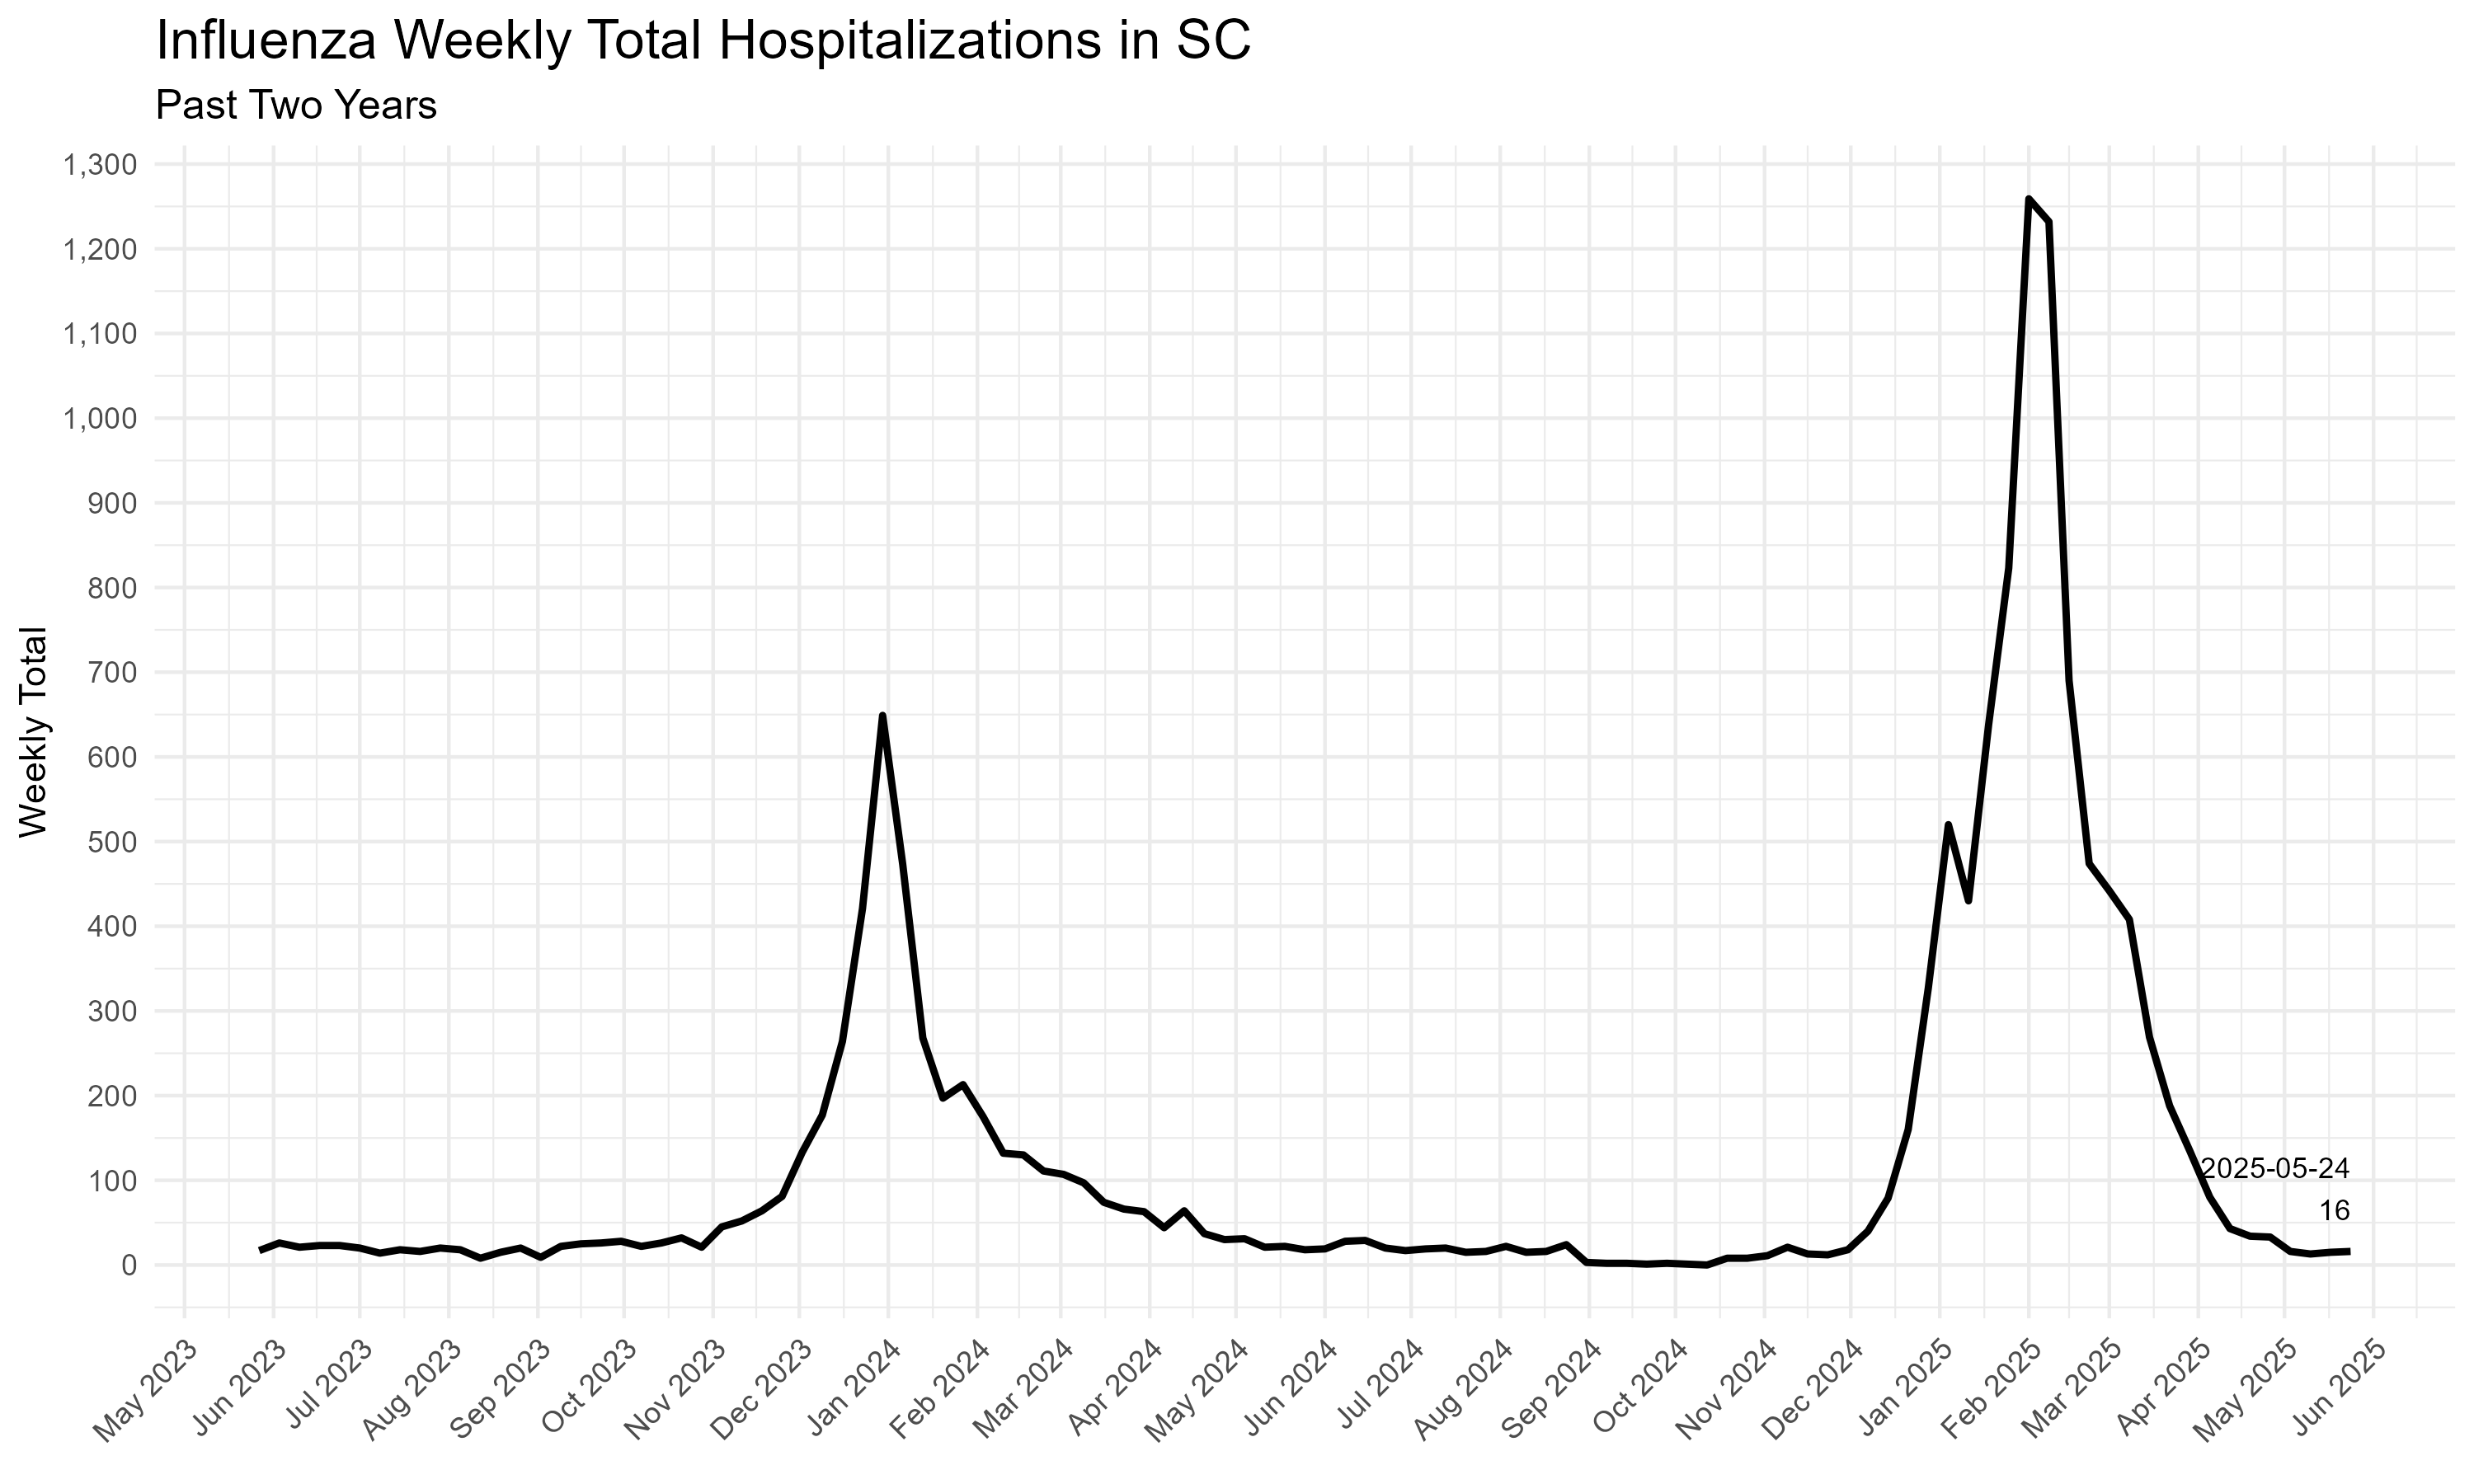 Influenza Weekly Total Hospitalizations in SC
Past Two Years
Weekly Total
1,300
1,200
1,100
1,000
900
800
700
600
500
400
300
200
100
0
2025-05-24
16
May 2023
Jun 2023
Jul 2023
Aug 2023
Sep 2023
Oct 2023
Nov 2023
Dec 2023
Jan 2024
Feb 2024
Mar 2024
Apr 2024
May 2024
Jun 2024
Jul 2024
Aug 2024
Sep 2024
Oct 2024
Nov 2024
Dec 2024
Jan 2025
Feb 2025
Mar 2025
Apr 2025
May 2025
Jun 2025